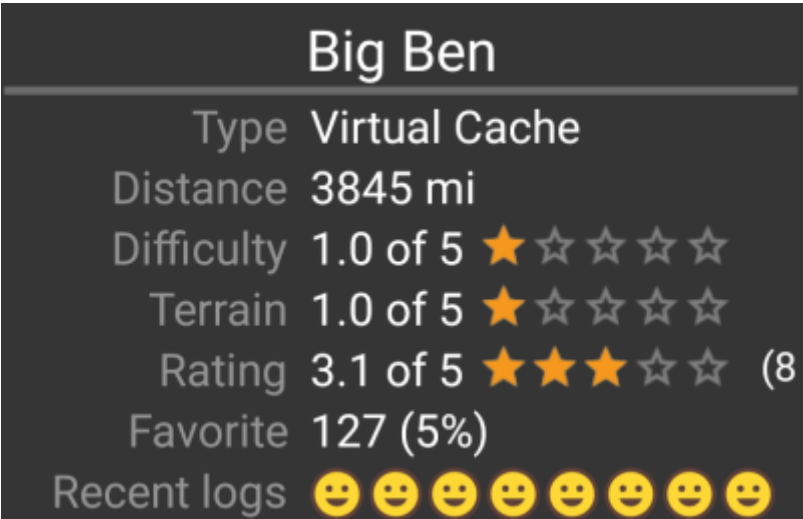 Big Ben
Type Virtual Cache
Distance 3845 mi
Difficulty 1.0 of 5
Terrain 1.0 of 5
Rating 3.1 of 5 (8
Favorite 127 (5%)
Recent logs